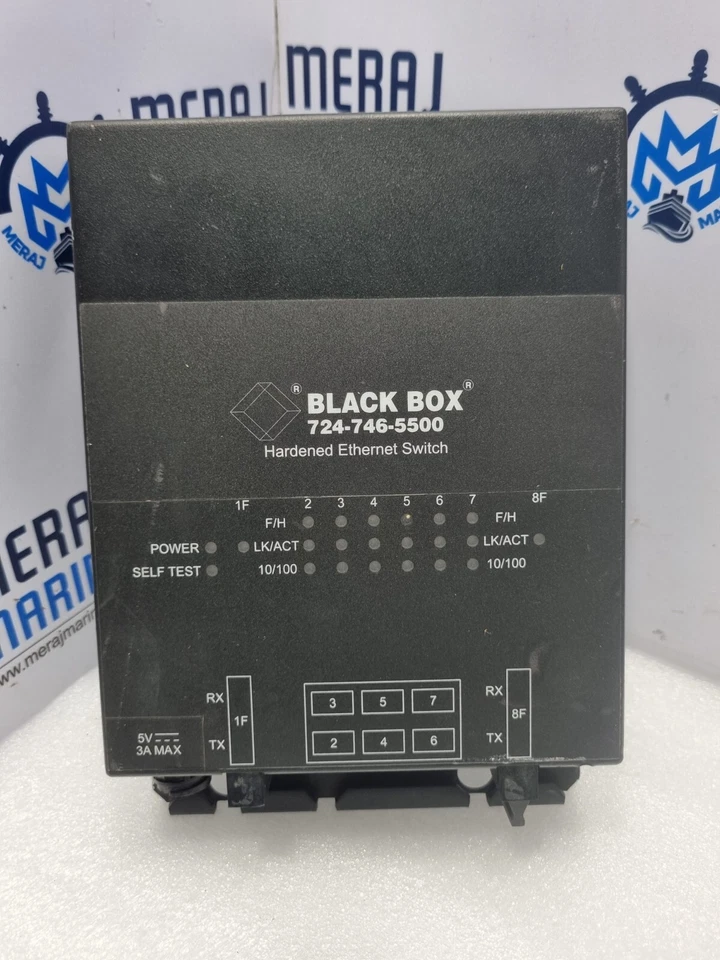 MERAJ
MERAJ
MERAJ
® BLACK BOX®
724-746-5500
Hardened Ethernet Switch
1F 2 3 4 5 6 7 8F
F/H F/H
POWER LK/ACT LK/ACT
SELF TEST 10/100 10/100
MERAJ
MARIN
www.merajmarin
RX 1F TX
3 5 7
2 4 6
RX 8F TX
5V
3A MAX